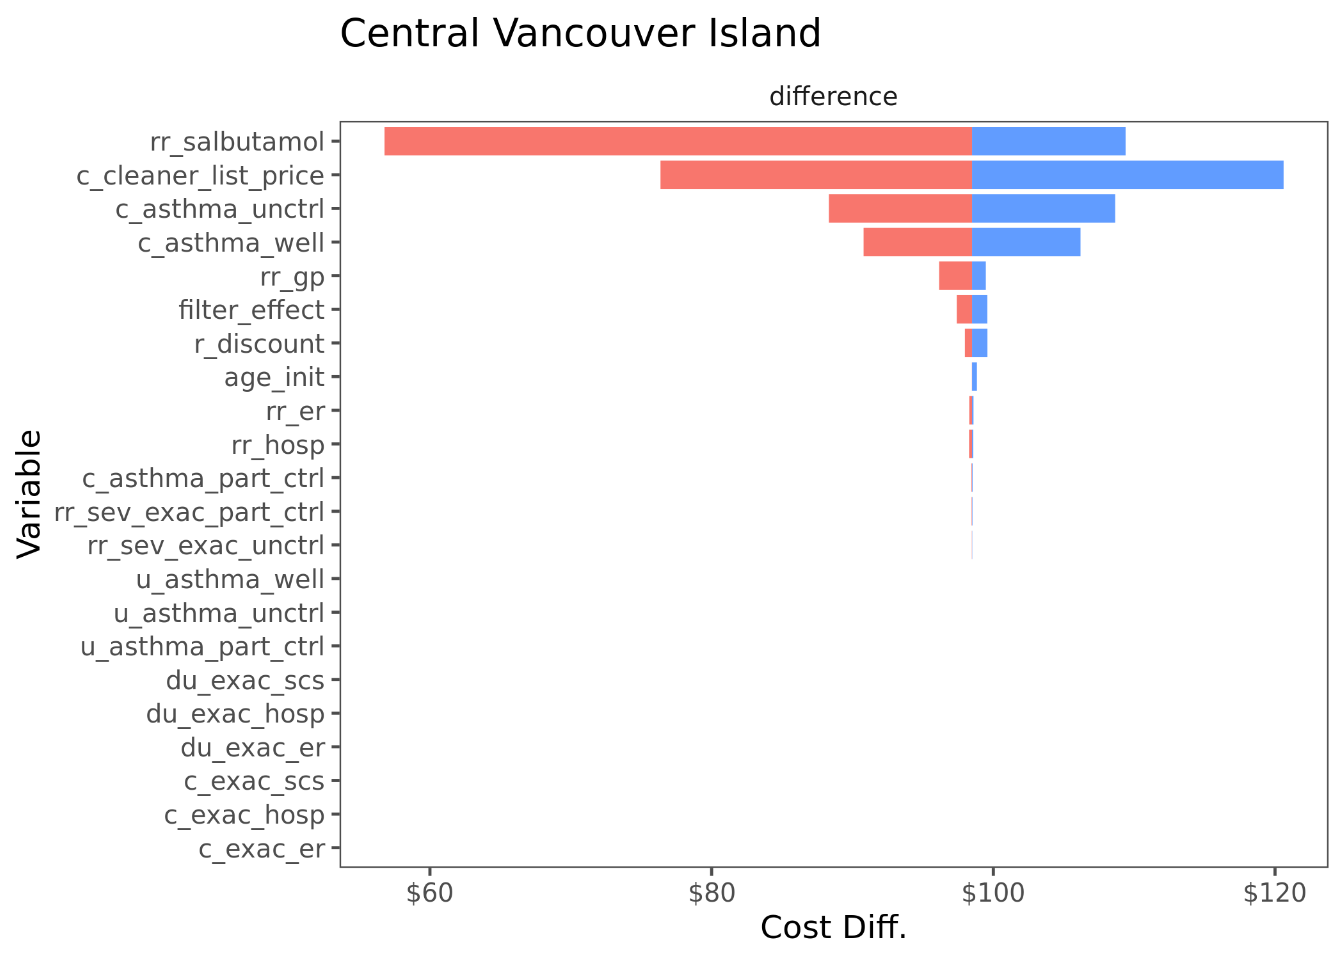 Central Vancouver Island
difference
rr_salbutamol
c_cleaner_list_price
c_asthma_unctrl
c_asthma_well
rr_gp
filter_effect
r_discount
age_init
rr_er
rr_hosp
c_asthma_part_ctrl
rr_sev_exac_part_ctrl
rr_sev_exac_unctrl
u_asthma_well
u_asthma_unctrl
u_asthma_part_ctrl
du_exac_scs
du_exac_hosp
du_exac_er
c_exac_scs
c_exac_hosp
c_exac_er
Variable
$60 $80 $100 $120
Cost Diff.